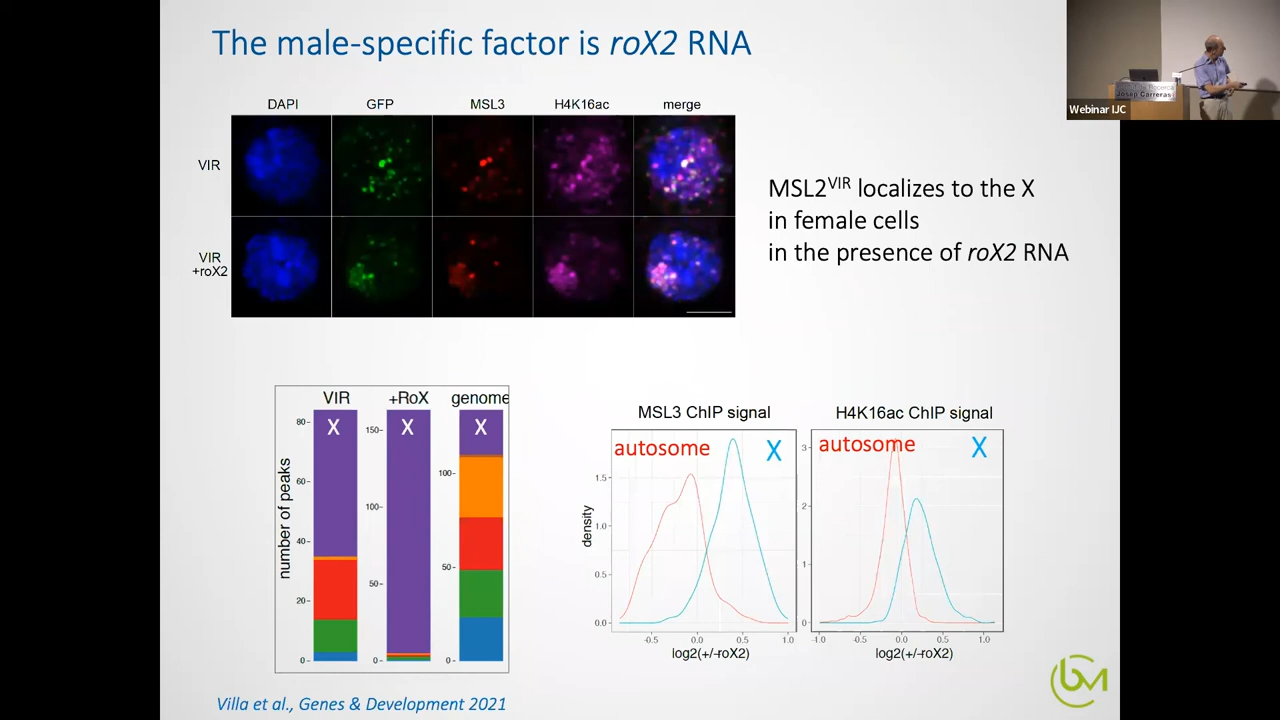 The male-specific factor is roX2 RNA
DAPI GFP MSL3 H4K16ac merge
VIR
VIR
+roX2
MSL2VIR localizes to the X
in female cells
in the presence of roX2 RNA
VIR +RoX genome
X X X
number of peaks
80-
60-
40-
20-
0-
150-
100-
50-
0-
100-
50-
0-
MSL3 ChIP signal
autosome X
density
1.5-
1.0-
0.5-
0.0-
-0.5 0.0 0.5 1.0
log2(+/-roX2)
H4K16ac ChIP signal
autosome X
3-
2-
1-
0-
-1.0 -0.5 0.0 0.5 1.0
log2(+/-roX2)
Villa et al., Genes & Development 2021
bm
Josep Carreras
Webinar IJC